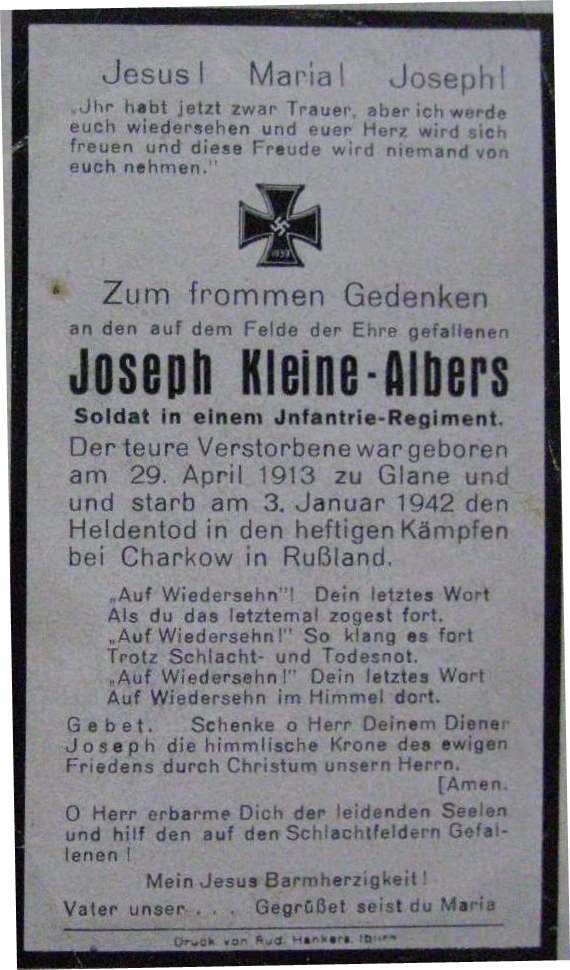 Jesus! Maria! Joseph!
„Jhr habt jetzt zwar Trauer, aber ich werde
euch wiedersehen und euer Herz wird sich
freuen und diese Freude wird niemand von
euch nehmen."
1939
Zum frommen Gedenken
an den auf dem Felde der Ehre gefallenen
Joseph Kleine-Albers
Soldat in einem Jnfantrie-Regiment.
Der teure Verstorbene war geboren
am 29. April 1913 zu Glane und
und starb am 3. Januar 1942 den
Heldentod in den heftigen Kämpfen
bei Charkow in Rußland.
„Auf Wiedersehn"! Dein letztes Wort
Als du das letztemal zogest fort.
„Auf Wiedersehn!" So klang es fort
Trotz Schlacht- und Todesnot.
„Auf Wiedersehn!" Dein letztes Wort
Auf Wiedersehn im Himmel dort.
Gebet. Schenke o Herr Deinem Diener
Joseph die himmlische Krone des ewigen
Friedens durch Christum unsern Herrn.
[Amen.
O Herr erbarme Dich der leidenden Seelen
und hilf den auf den Schlachtfeldern Gefal-
lenen!
Mein Jesus Barmherzigkeit!
Vater unser . . . Gegrüßet seist du Maria
Druck von Rud. Hankers, Iburg